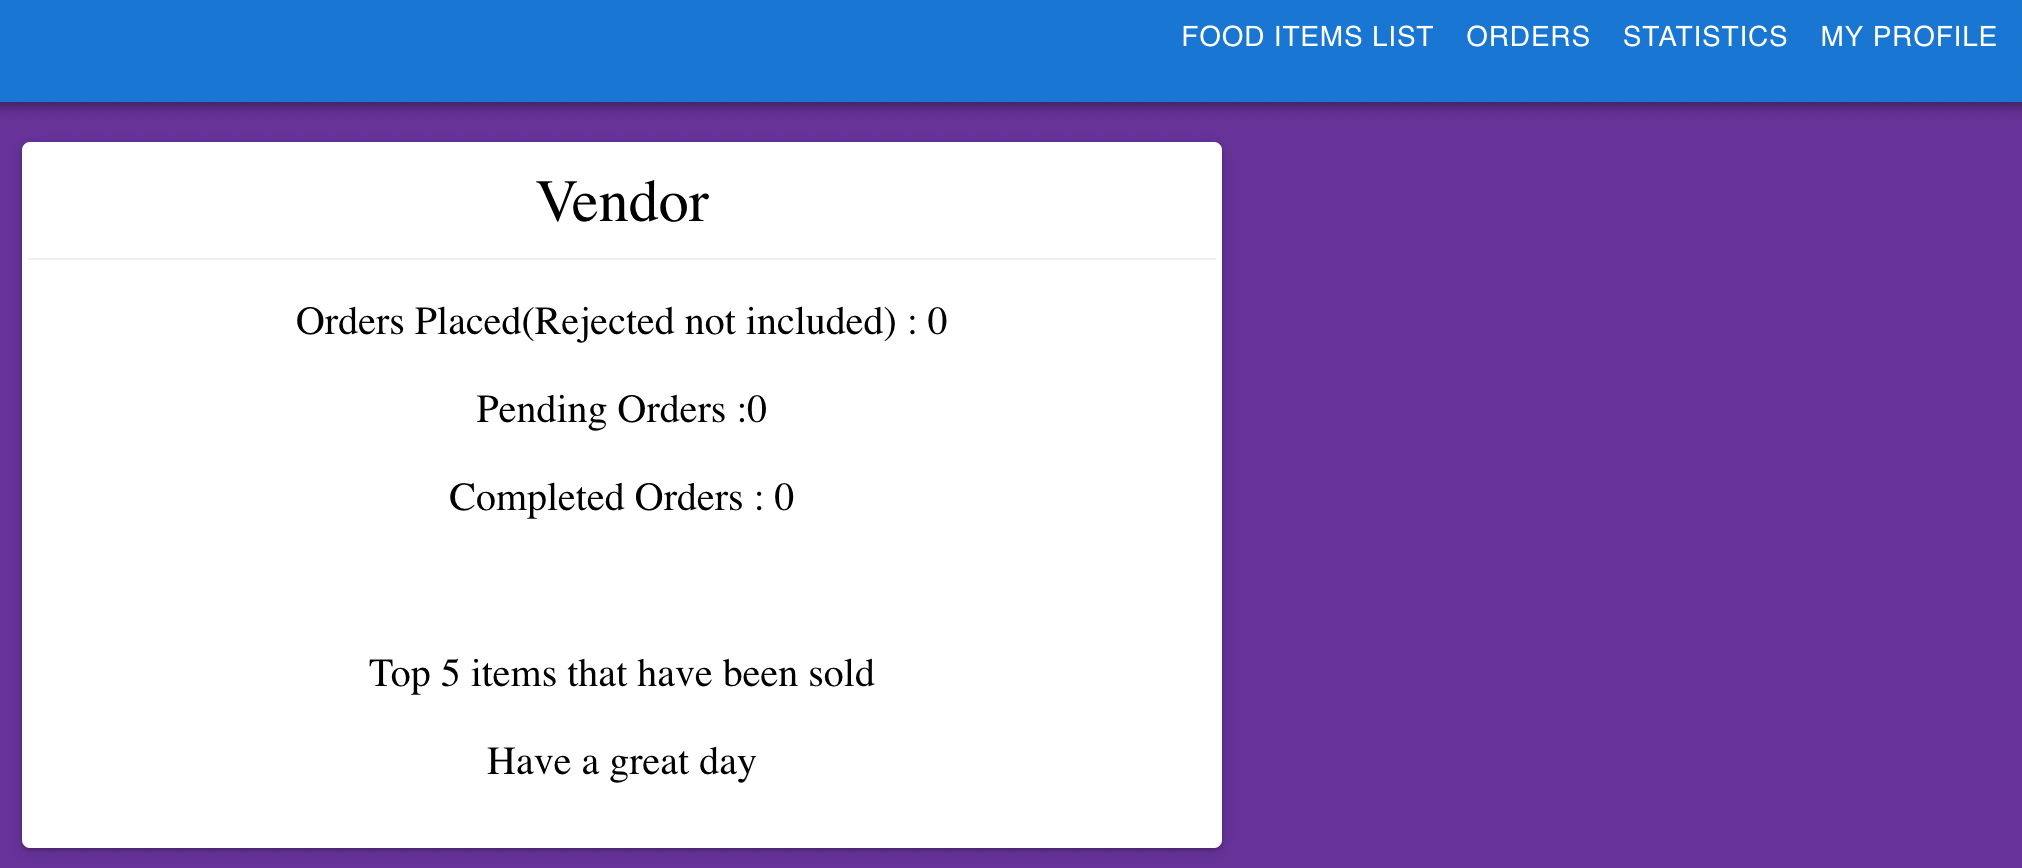 FOOD ITEMS LIST ORDERS STATISTICS MY PROFILE
Vendor
Orders Placed(Rejected not included) : 0
Pending Orders :0
Completed Orders : 0
Top 5 items that have been sold
Have a great day